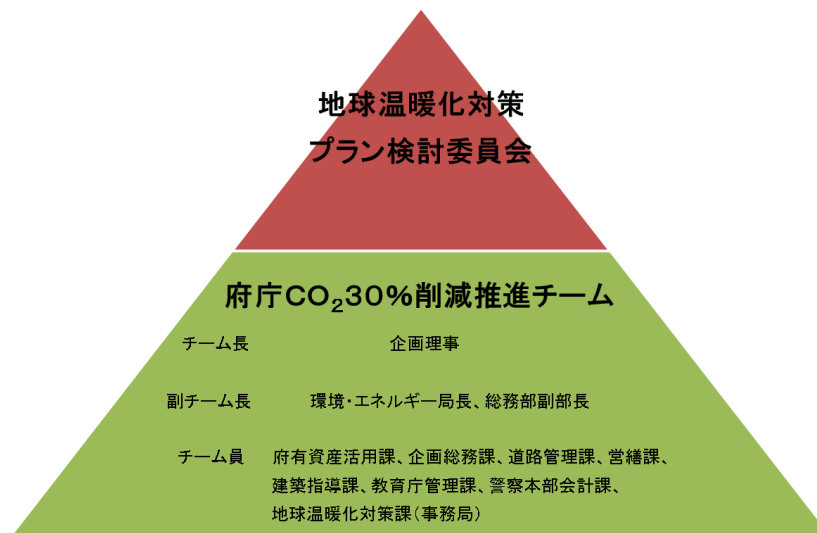 地球温暖化対策
プラン検討委員会
府庁CO₂30%削減推進チーム
チーム長 企画理事
副チーム長 環境・エネルギー局長、総務部副部長
チーム員 府有資産活用課、企画総務課、道路管理課、営繕課、
建築指導課、教育庁管理課、警察本部会計課、
地球温暖化対策課(事務局)